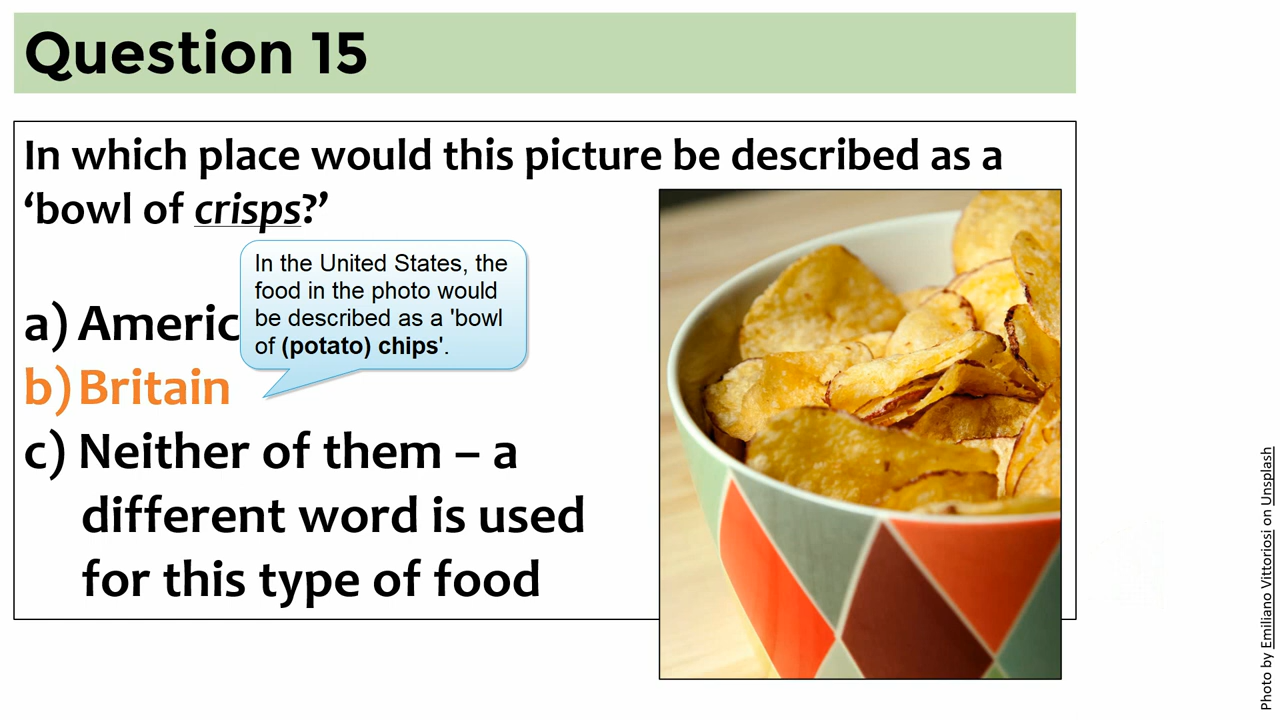 Question 15
In which place would this picture be described as a
‘bowl of crisps?’
In the United States, the
food in the photo would
be described as a 'bowl
of (potato) chips'.
a) Americ
b) Britain
c) Neither of them – a
different word is used
for this type of food
Photo by Emiliano Vittoriosi on Unsplash